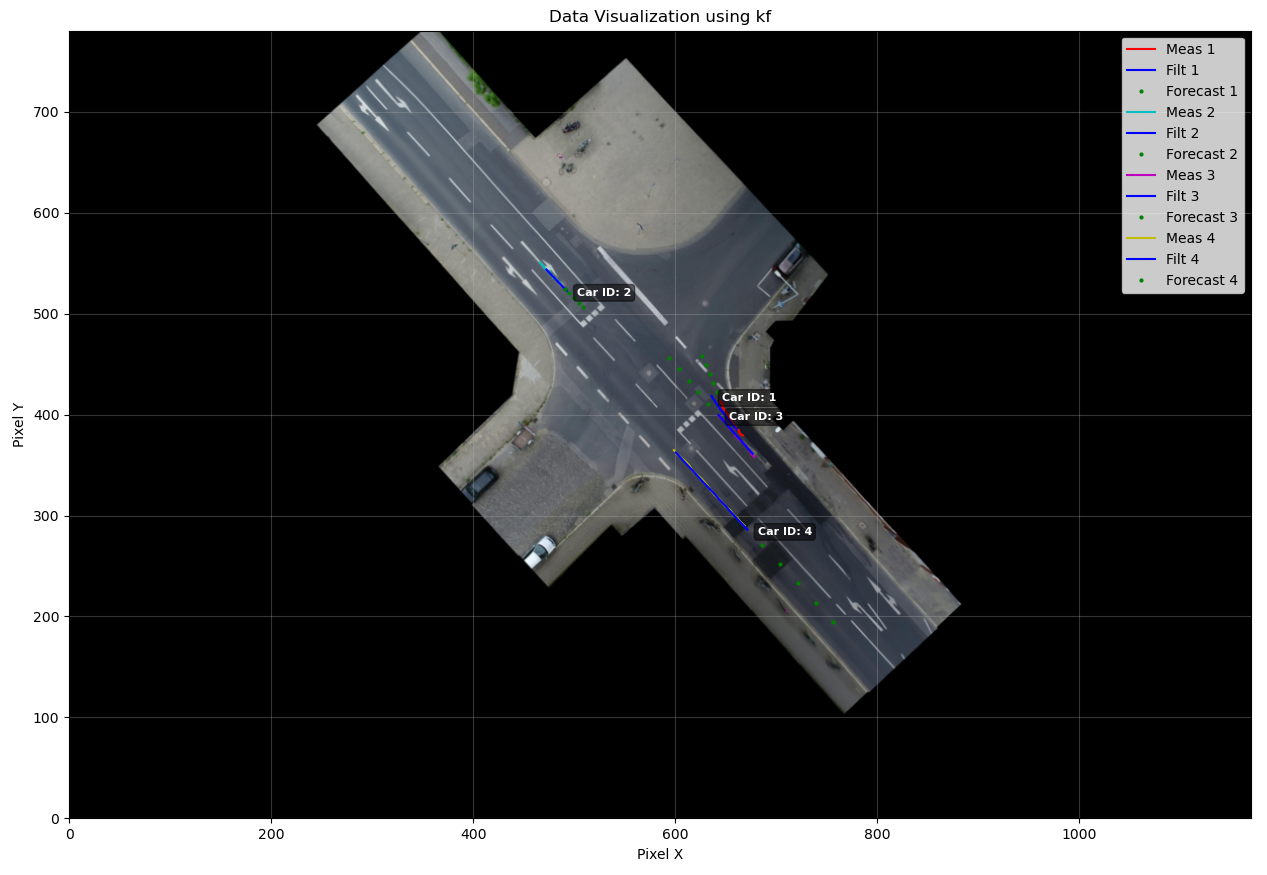 Data Visualization using kf
Meas 1
Filt 1
Forecast 1
Meas 2
Filt 2
Forecast 2
Meas 3
Filt 3
Forecast 3
Meas 4
Filt 4
Forecast 4
Pixel Y
700
600
500
400
300
200
100
0
Car ID: 2
Car ID: 1
Car ID: 3
Car ID: 4
0
200
400
600
800
1000
Pixel X